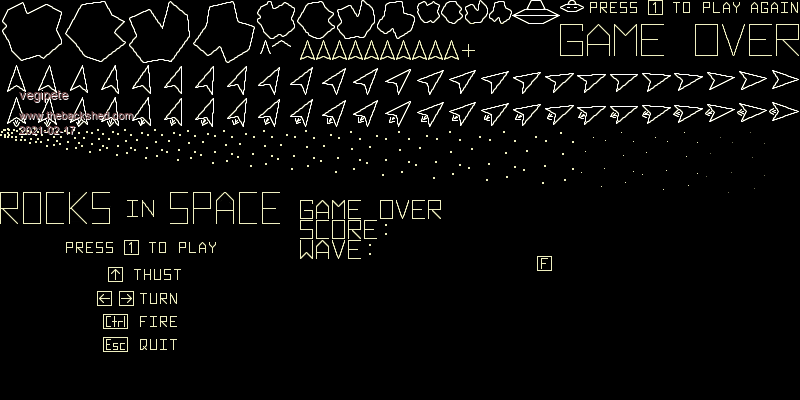 PRESS 1 TO PLAY AGAIN
GAME OVER
vegipete
www.thebackshed.com
2021-02-17
ROCKS IN SPACE
GAME OVER
SCORE:
WAVE:
PRESS 1 TO PLAY
↑ THUST
← → TURN
Ctrl FIRE
Esc QUIT
F